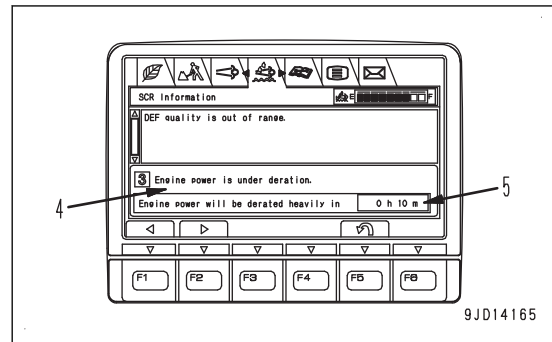 SCR Information
E F
DEF quality is out of range.
3 Engine power is under deration.
Engine power will be derated heavily in 0 h 10 m
4
5
F1 F2 F3 F4 F5 F6
9JD14165